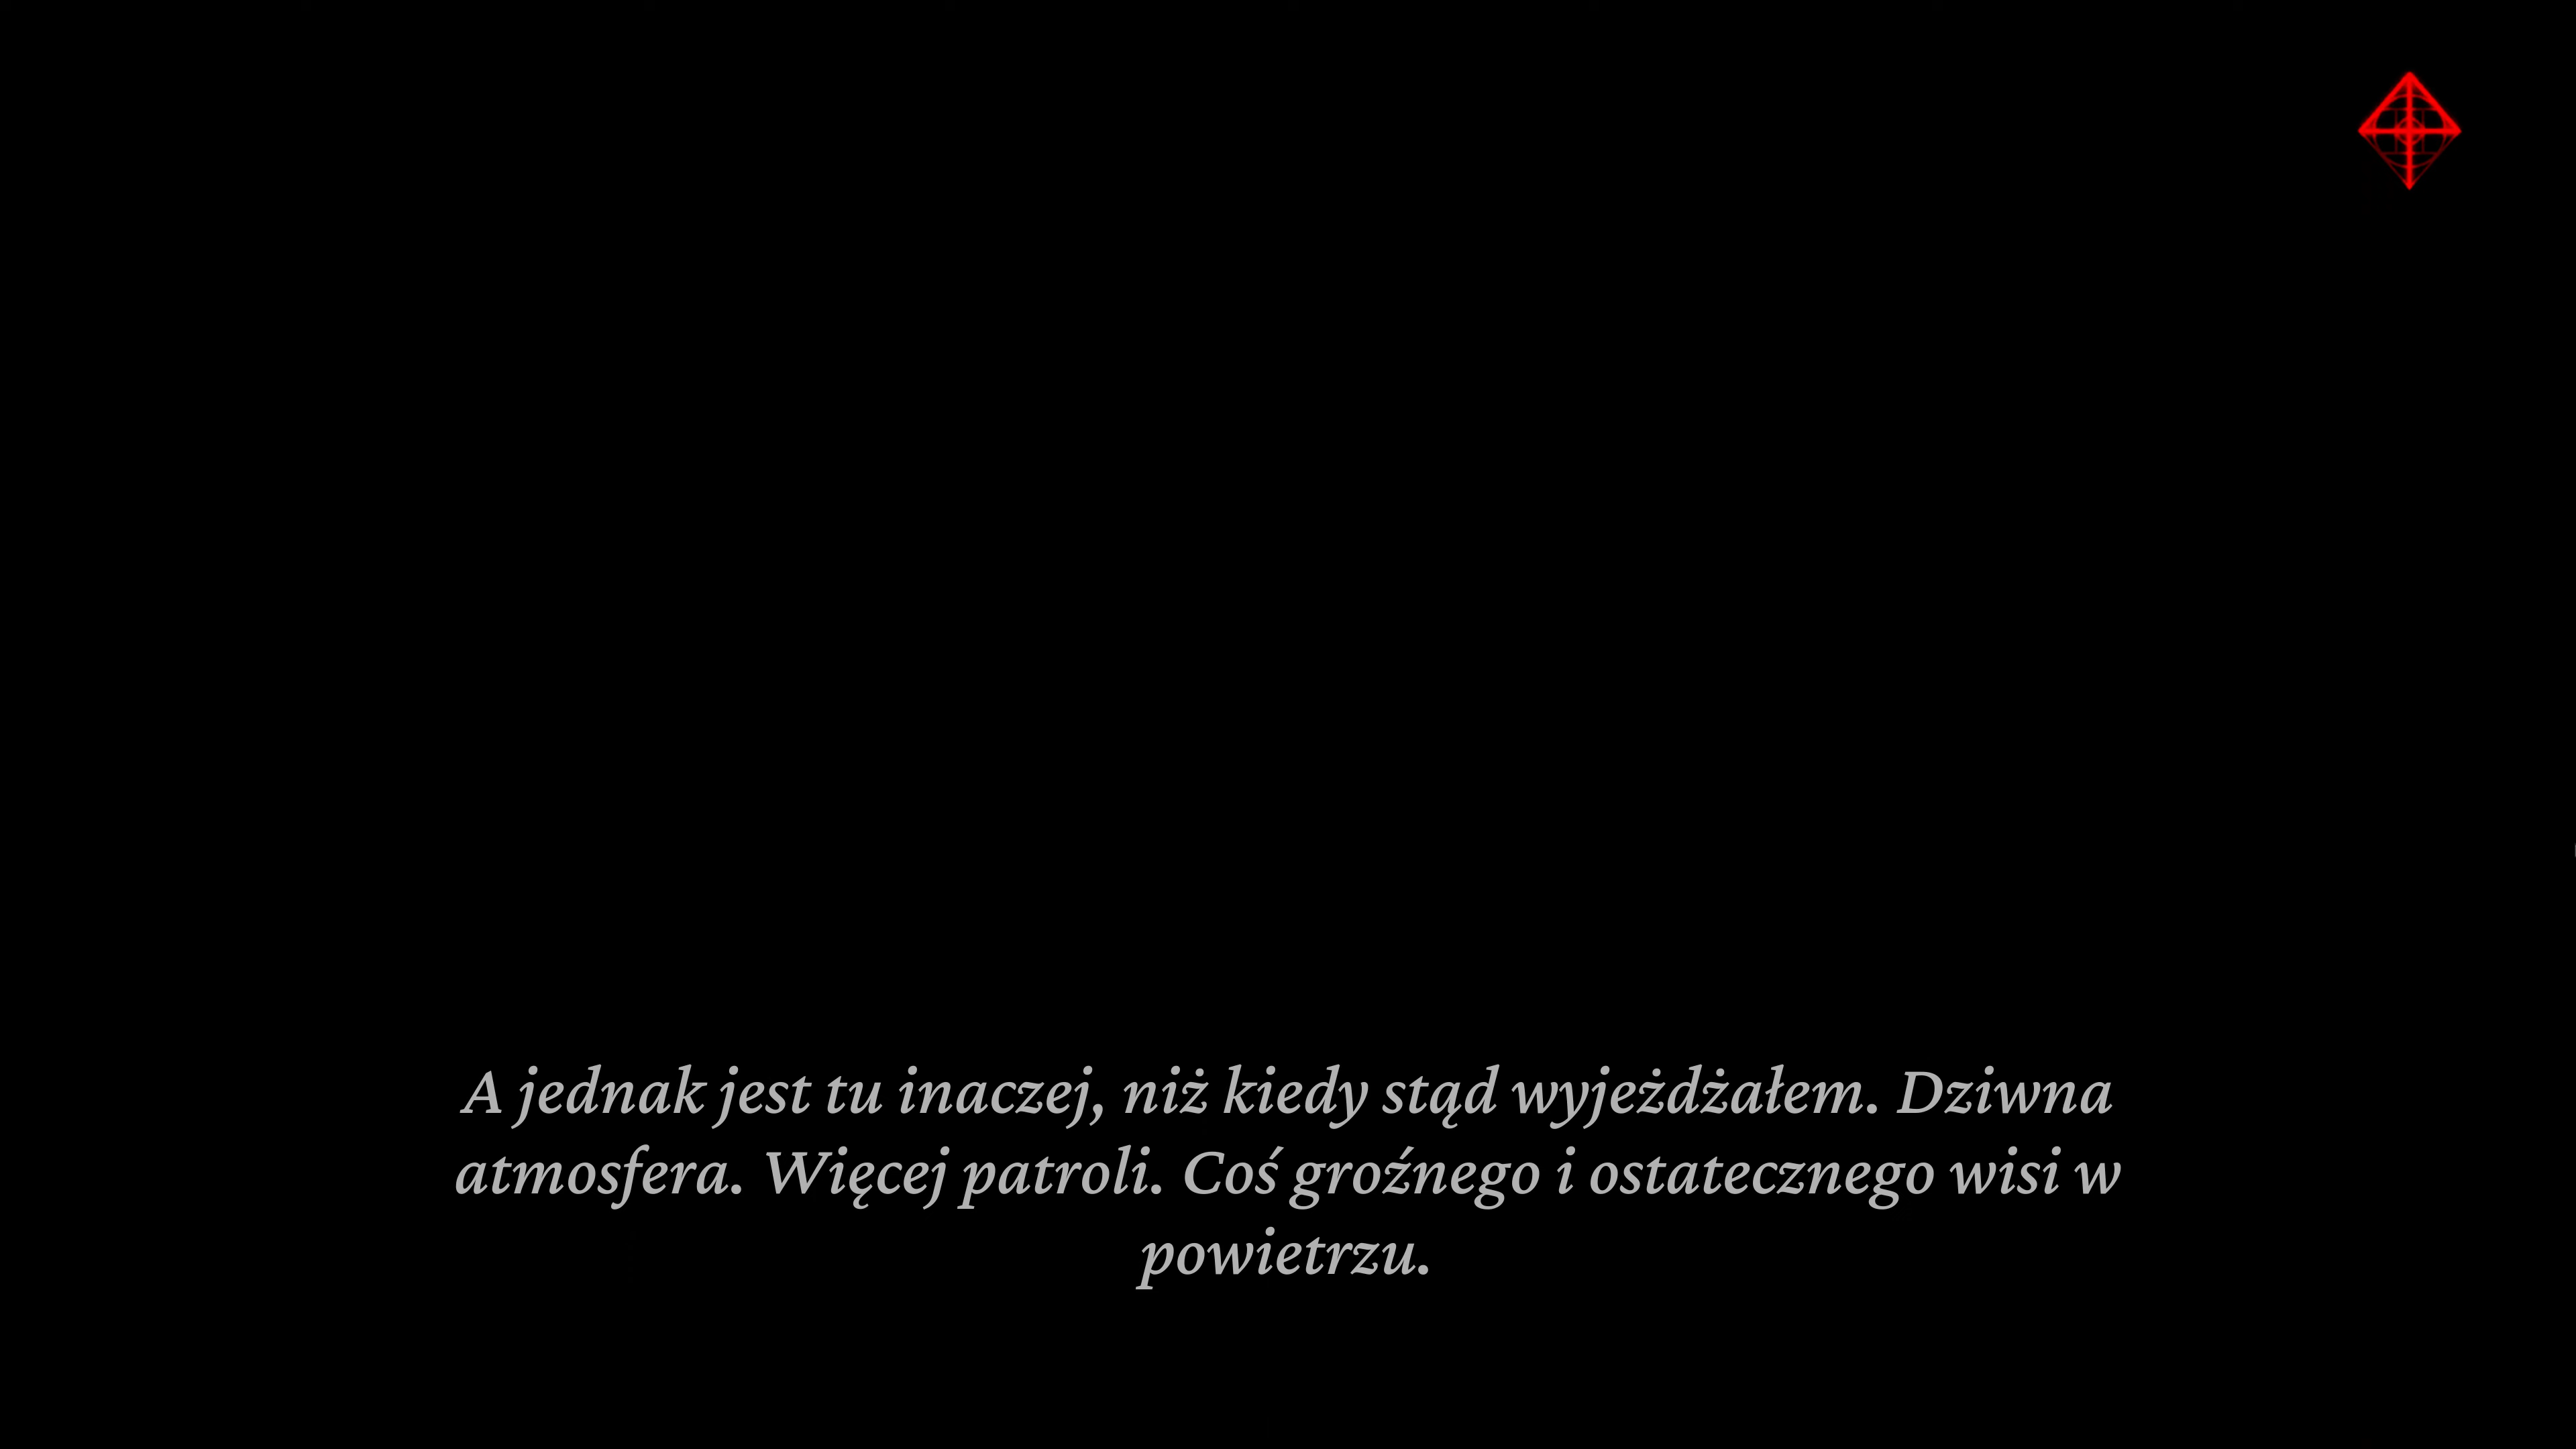 A jednak jest tu inaczej, niż kiedy stąd wyjeżdżałem. Dziwna
atmosfera. Więcej patroli. Coś groźnego i ostatecznego wisi w
powietrzu.